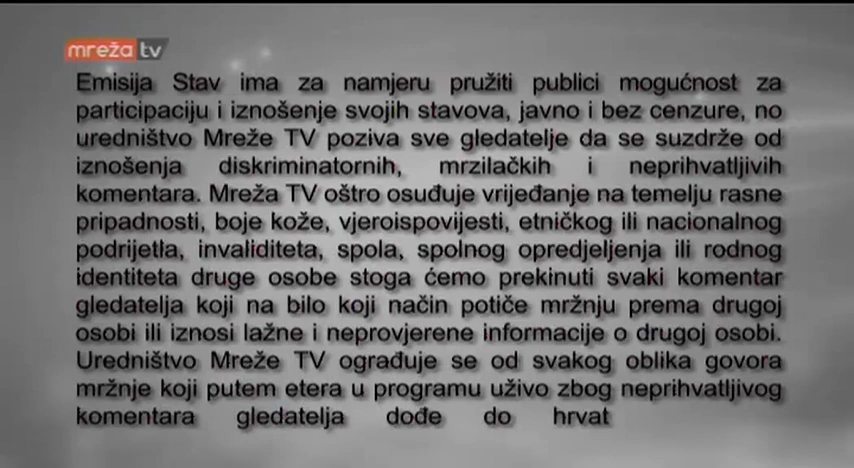 mreža tv
Emisija Stav ima za namjeru pružiti publici mogućnost za
participaciju i iznošenje svojih stavova, javno i bez cenzure, no
uredništvo Mreže TV poziva sve gledatelje da se suzdrže od
iznošenja diskriminatornih, mrzilačkih i neprihvatljivih
komentara. Mreža TV oštro osuđuje vrijeđanje na temelju rasne
pripadnosti, boje kože, vjeroispovijesti, etničkog ili nacionalnog
podrijetla, invaliditeta, spola, spolnog opredjeljenja ili rodnog
identiteta druge osobe stoga ćemo prekinuti svaki komentar
gledatelja koji na bilo koji način potiče mržnju prema drugoj
osobi ili iznosi lažne i neprovjerene informacije o drugoj osobi.
Uredništvo Mreže TV ograđuje se od svakog oblika govora
mržnje koji putem etera u programu uživo zbog neprihvatljivog
komentara gledatelja dođe do hrvat